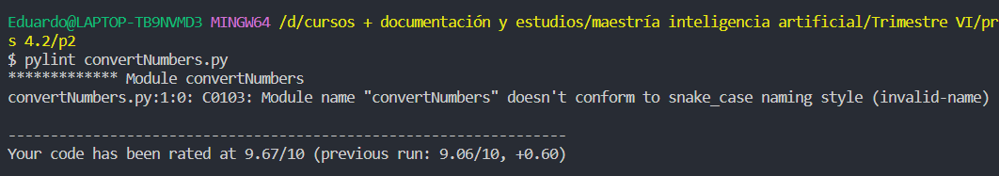 Eduardo@LAPTOP-TB9NVMD3 MINGW64 /d/cursos + documentación y estudios/maestría inteligencia artificial/Trimestre VI/pr
s 4.2/p2
$ pylint convertNumbers.py
************* Module convertNumbers
convertNumbers.py:1:0: C0103: Module name "convertNumbers" doesn't conform to snake_case naming style (invalid-name)
------------------------------------------------------------------
Your code has been rated at 9.67/10 (previous run: 9.06/10, +0.60)